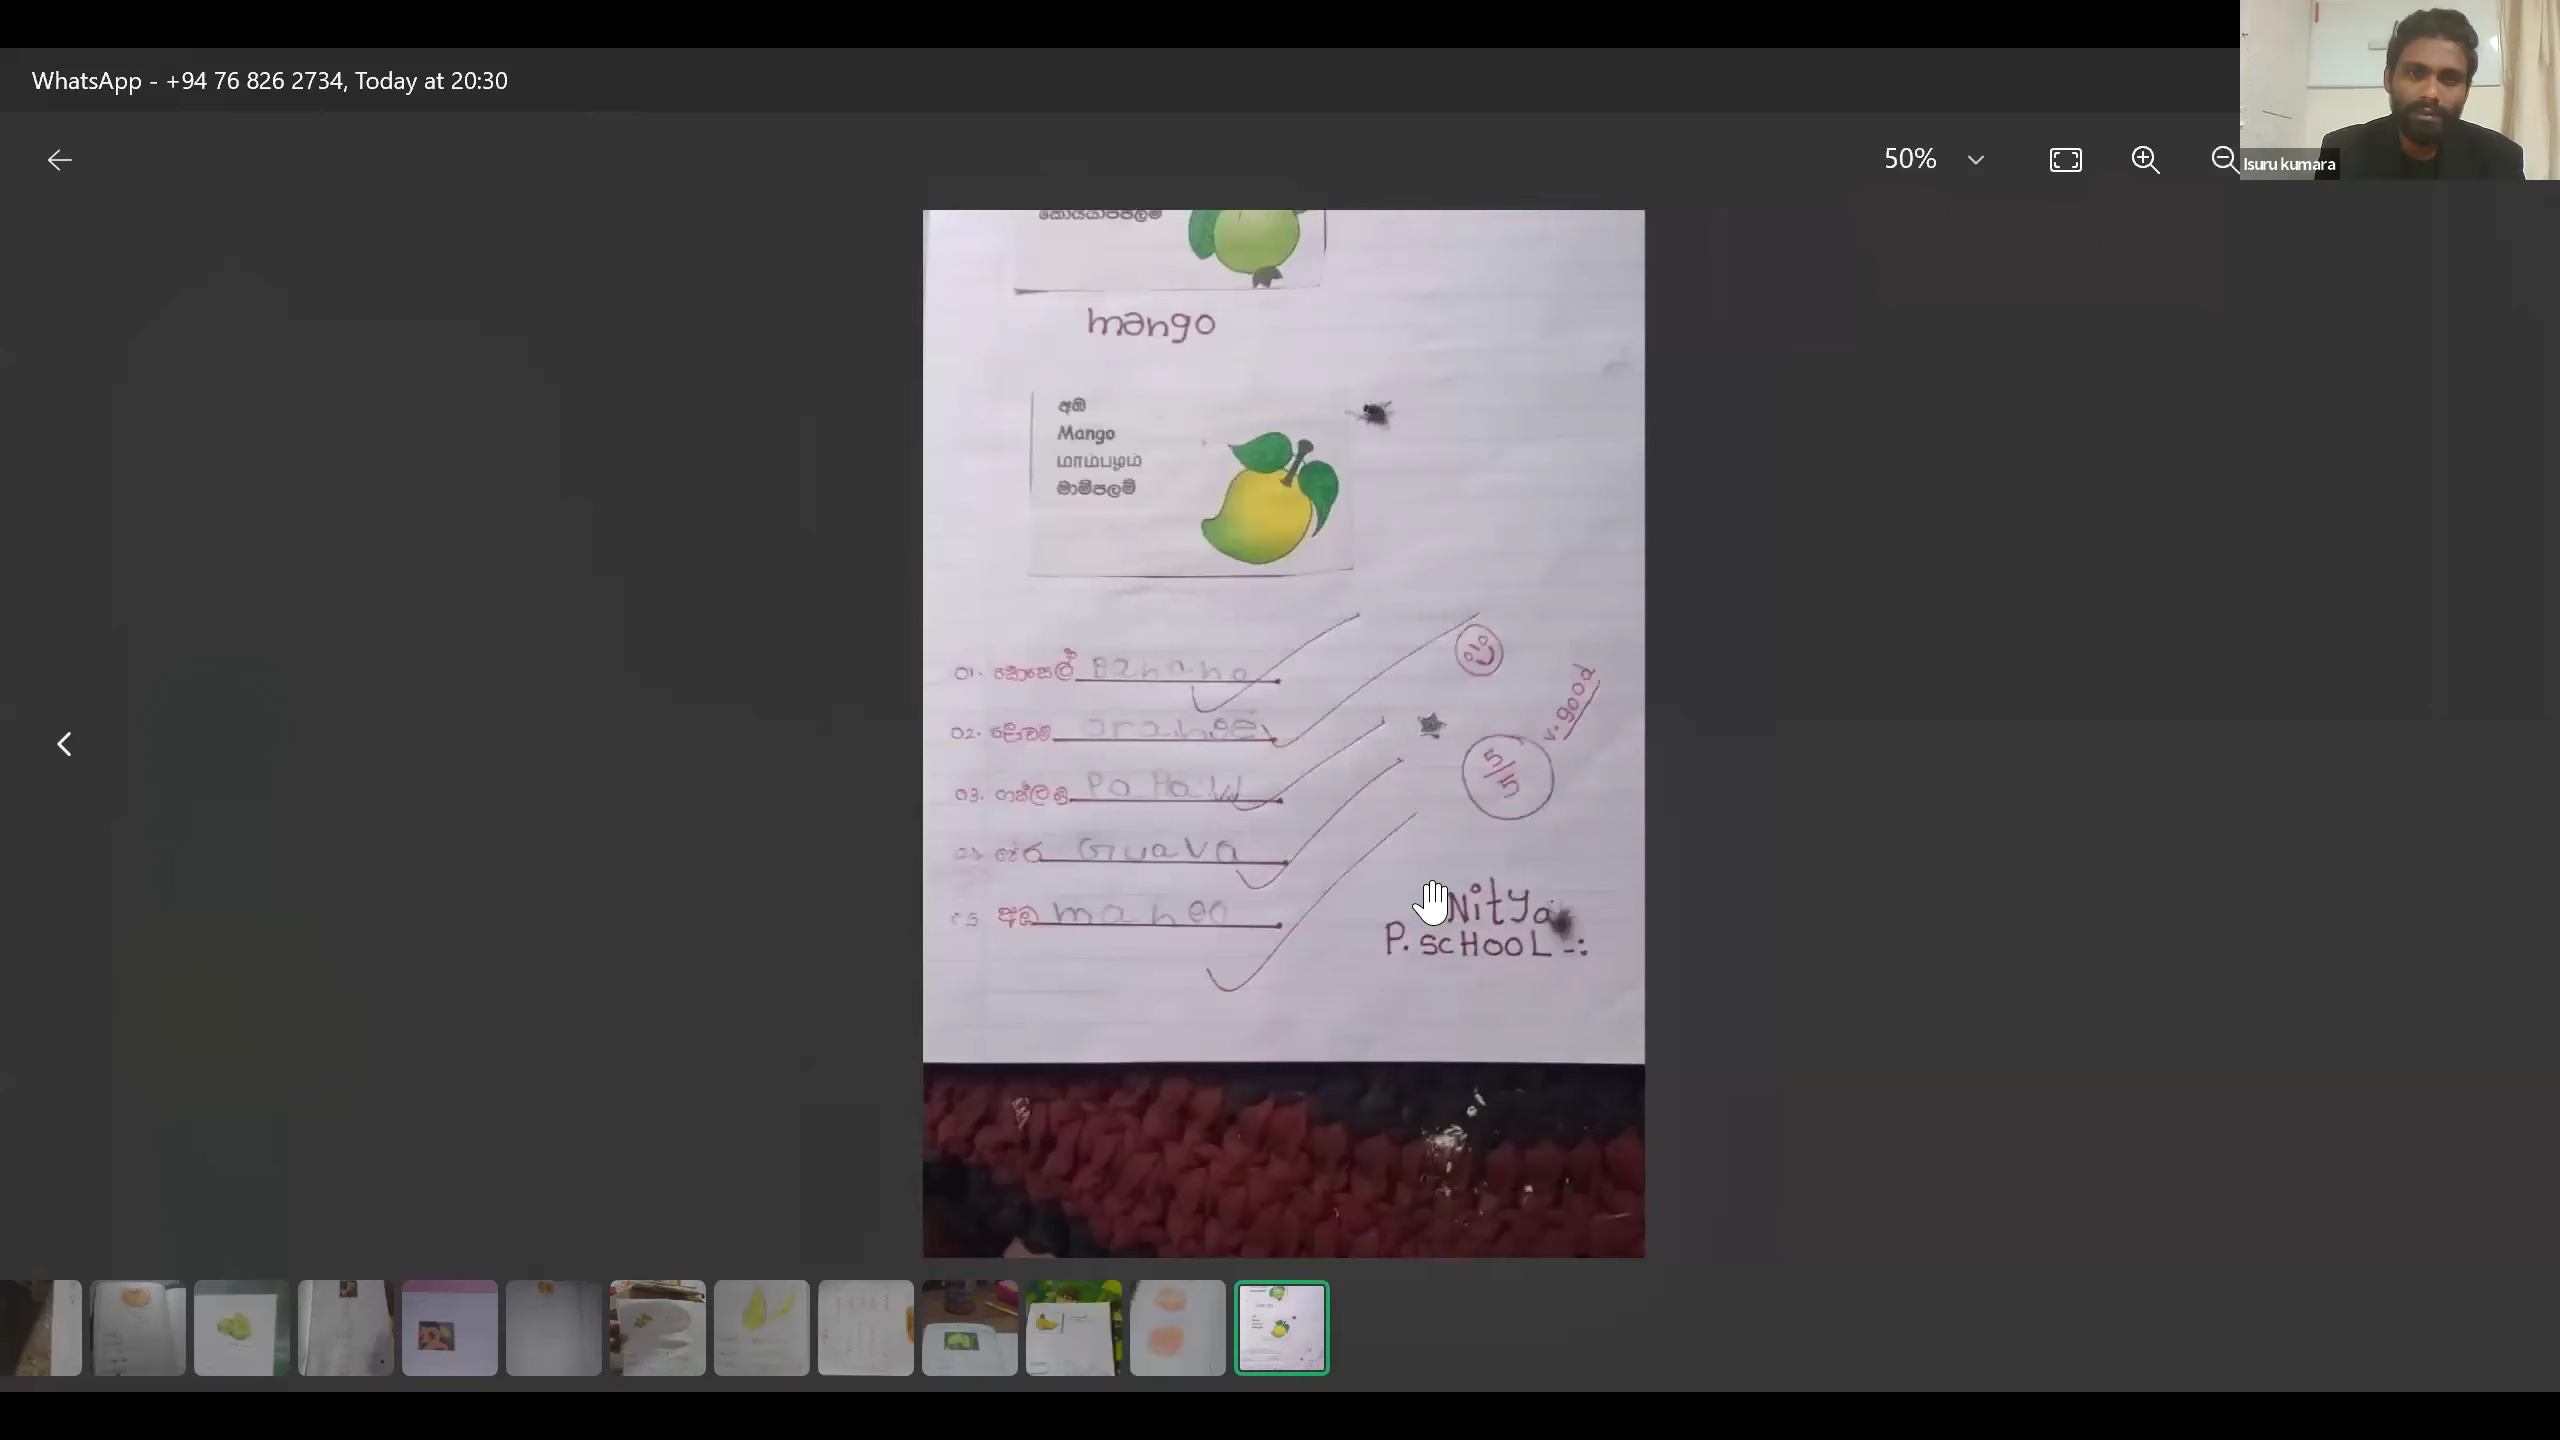 WhatsApp - +94 76 826 2734, Today at 20:30
50%
Isuru kumara
කොය්යාප්පලම්
mango
අඹ
Mango
மாம்பழம்
මාම්පලම්
01. කෙසෙල් Banana
02. දොඩම් orange
03. ගස්ලබු Papaw
පේර Guava
05 අඹ mango
v. good
5/5
Nitya
P. SCHOOL -: